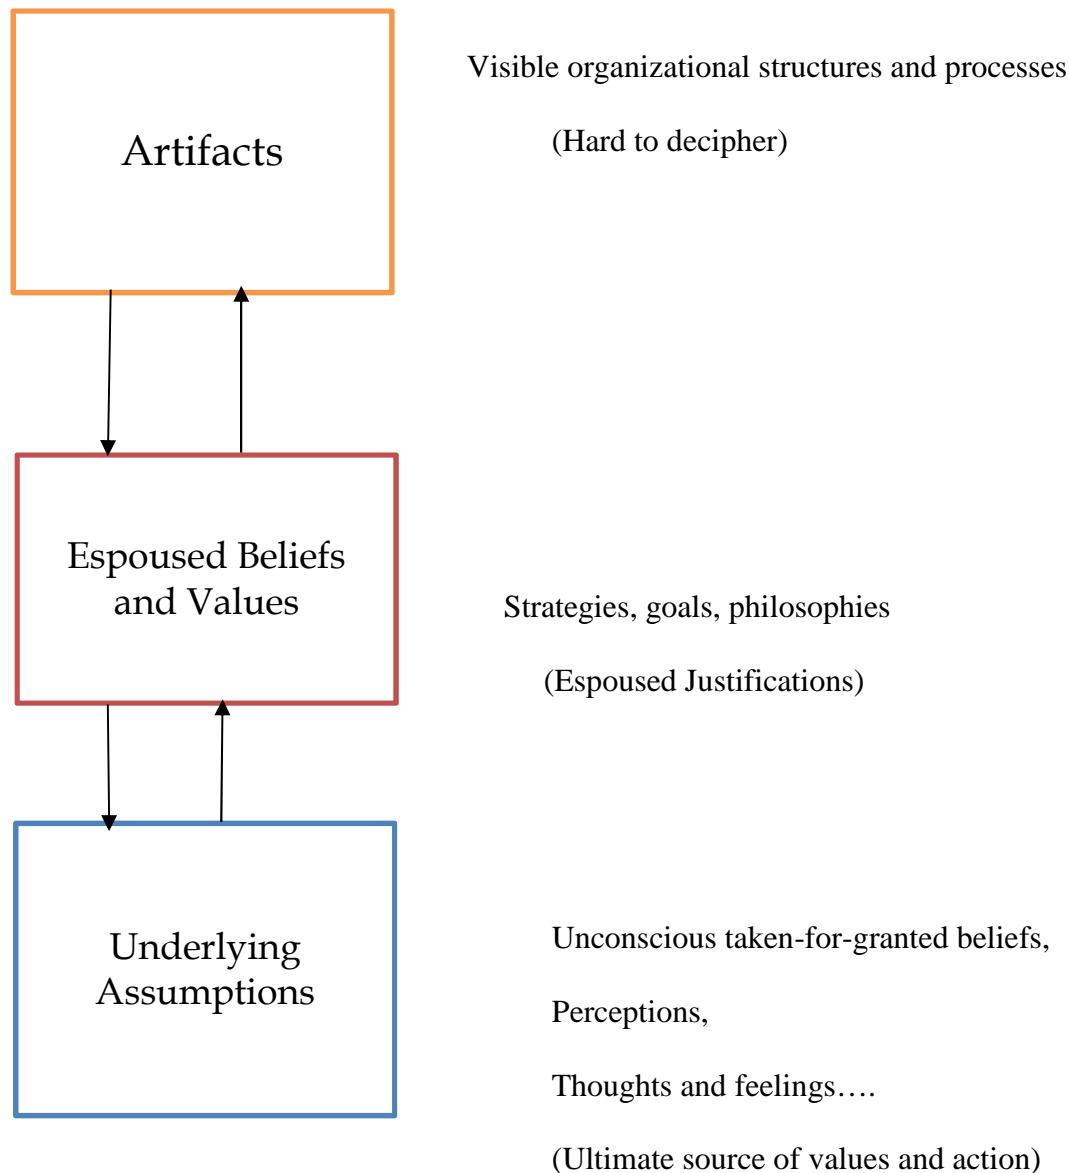 Visible organizational structures and processes
Artifacts
(Hard to decipher)
Espoused Beliefs
and Values
Strategies, goals, philosophies
(Espoused Justifications)
Underlying
Assumptions
Unconscious taken-for-granted beliefs,
Perceptions,
Thoughts and feelings….
(Ultimate source of values and action)